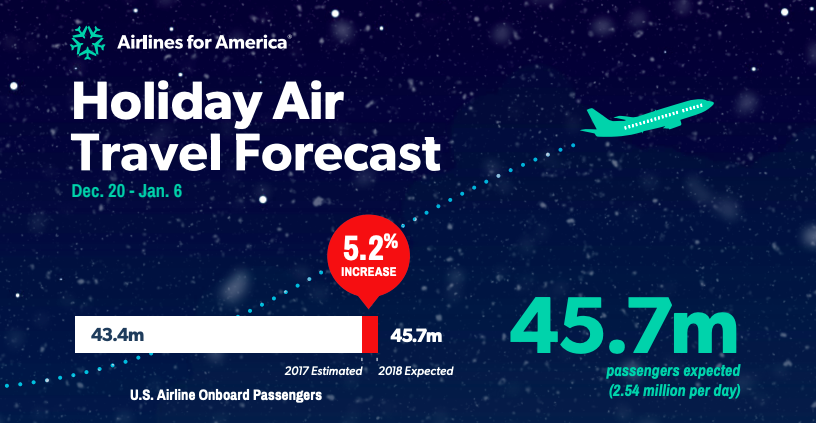 Airlines for America
Holiday Air
Travel Forecast
Dec. 20 - Jan. 6
5.2%
INCREASE
43.4m
45.7m
2017 Estimated
2018 Expected
U.S. Airline Onboard Passengers
45.7m
passengers expected
(2.54 million per day)